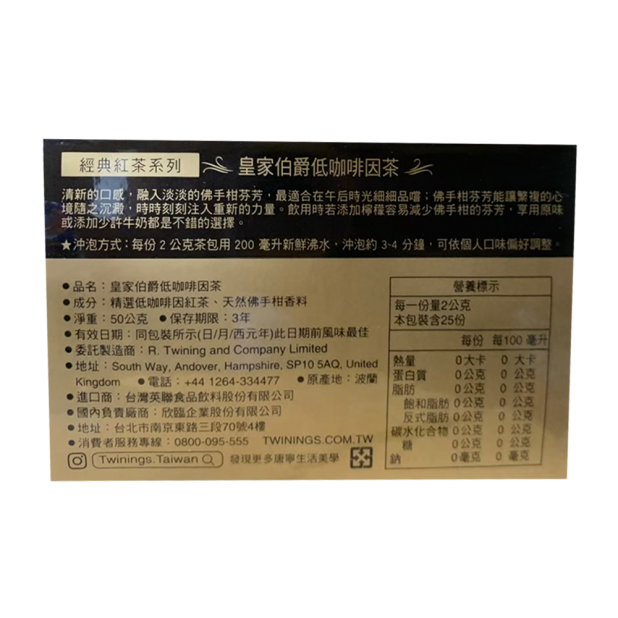 經典紅茶系列 皇家伯爵低咖啡因茶
清新的口感，融入淡淡的佛手柑芬芳，最適合在午后時光細細品嚐；佛手柑芬芳能讓繁複的心
境隨之沉澱，時時刻刻注入重新的力量。飲用時若添加檸檬容易減少佛手柑的芬芳，享用原味
或添加少許牛奶都是不錯的選擇。
★沖泡方式：每份 2 公克茶包用 200 毫升新鮮沸水，沖泡約 3-4 分鐘，可依個人口味偏好調整。
●品名：皇家伯爵低咖啡因茶
●成分：精選低咖啡因紅茶、天然佛手柑香料
●淨重：50公克 ●保存期限：3年
●有效日期：同包裝所示(日/月/西元年)此日期前風味最佳
●委託製造商：R. Twining and Company Limited
●地址：South Way, Andover, Hampshire, SP10 5AQ, United
Kingdom ●電話：+44 1264-334477 ●原產地：波蘭
●進口商：台灣英聯食品飲料股份有限公司
●國內負責廠商：欣臨企業股份有限公司
●地址：台北市南京東路三段70號4樓
●消費者服務專線：0800-095-555 TWININGS.COM.TW
Twinings.Taiwan 發現更多唐寧生活美學
營養標示
每一份量2公克
本包裝含25份
每份 每100 毫升
熱量 0 大卡 0 大卡
蛋白質 0 公克 0 公克
脂肪 0 公克 0 公克
飽和脂肪 0 公克 0 公克
反式脂肪 0 公克 0 公克
碳水化合物 0 公克 0 公克
糖 0 公克 0 公克
鈉 0 毫克 0 毫克